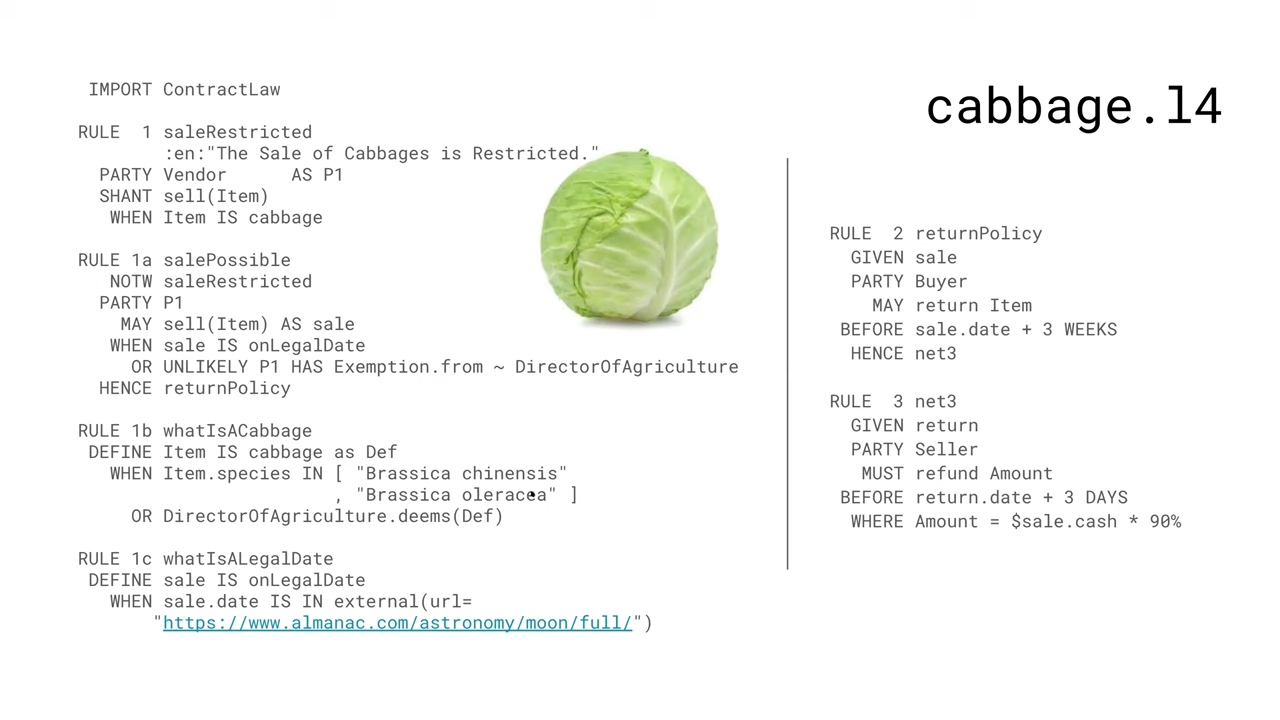 cabbage.l4
IMPORT ContractLaw
RULE 1 saleRestricted
:en:"The Sale of Cabbages is Restricted."
PARTY Vendor AS P1
SHANT sell(Item)
WHEN Item IS cabbage
RULE 1a salePossible
NOTW saleRestricted
PARTY P1
MAY sell(Item) AS sale
WHEN sale IS onLegalDate
OR UNLIKELY P1 HAS Exemption.from ~ DirectorOfAgriculture
HENCE returnPolicy
RULE 1b whatIsACabbage
DEFINE Item IS cabbage as Def
WHEN Item.species IN [ "Brassica chinensis"
, "Brassica oleracea" ]
OR DirectorOfAgriculture.deems(Def)
RULE 1c whatIsALegalDate
DEFINE sale IS onLegalDate
WHEN sale.date IS IN external(url=
"https://www.almanac.com/astronomy/moon/full/")
RULE 2 returnPolicy
GIVEN sale
PARTY Buyer
MAY return Item
BEFORE sale.date + 3 WEEKS
HENCE net3
RULE 3 net3
GIVEN return
PARTY Seller
MUST refund Amount
BEFORE return.date + 3 DAYS
WHERE Amount = $sale.cash * 90%